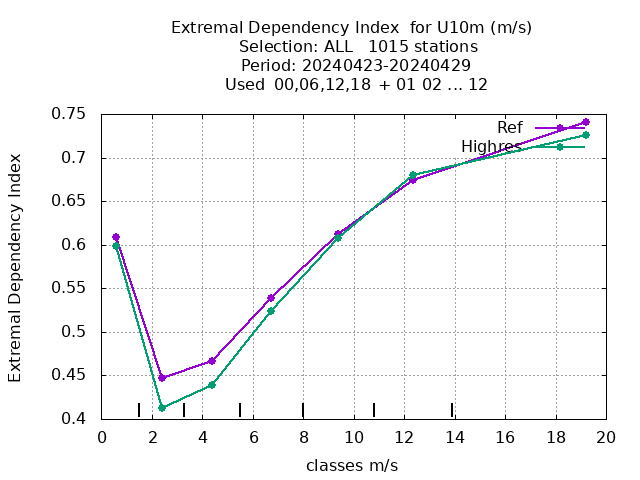 Extremal Dependency Index  for U10m (m/s)
Selection: ALL   1015 stations
Period: 20240423-20240429
Used  00,06,12,18 + 01 02 ... 12
Extremal Dependency Index
0.75
0.7
0.65
0.6
0.55
0.5
0.45
0.4
Ref
Highres
0 2 4 6 8 10 12 14 16 18 20
classes m/s